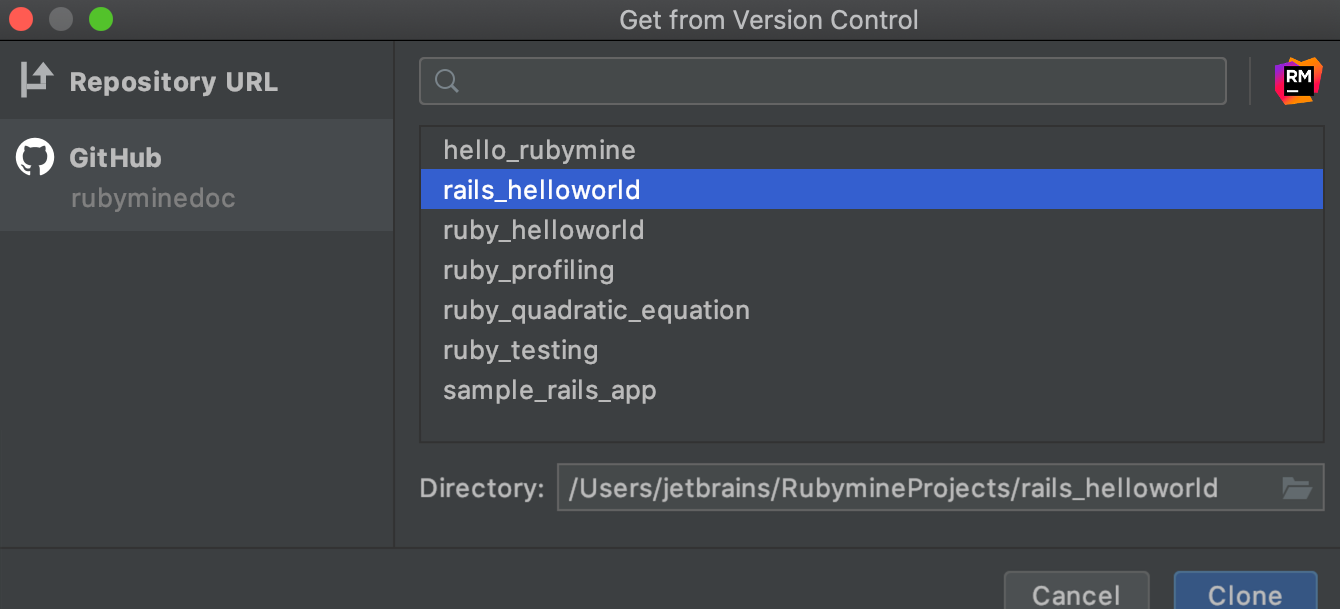 Get from Version Control
Repository URL
GitHub
rubyminedoc
RM
hello_rubymine
rails_helloworld
ruby_helloworld
ruby_profiling
ruby_quadratic_equation
ruby_testing
sample_rails_app
Directory: /Users/jetbrains/RubymineProjects/rails_helloworld
Cancel Clone